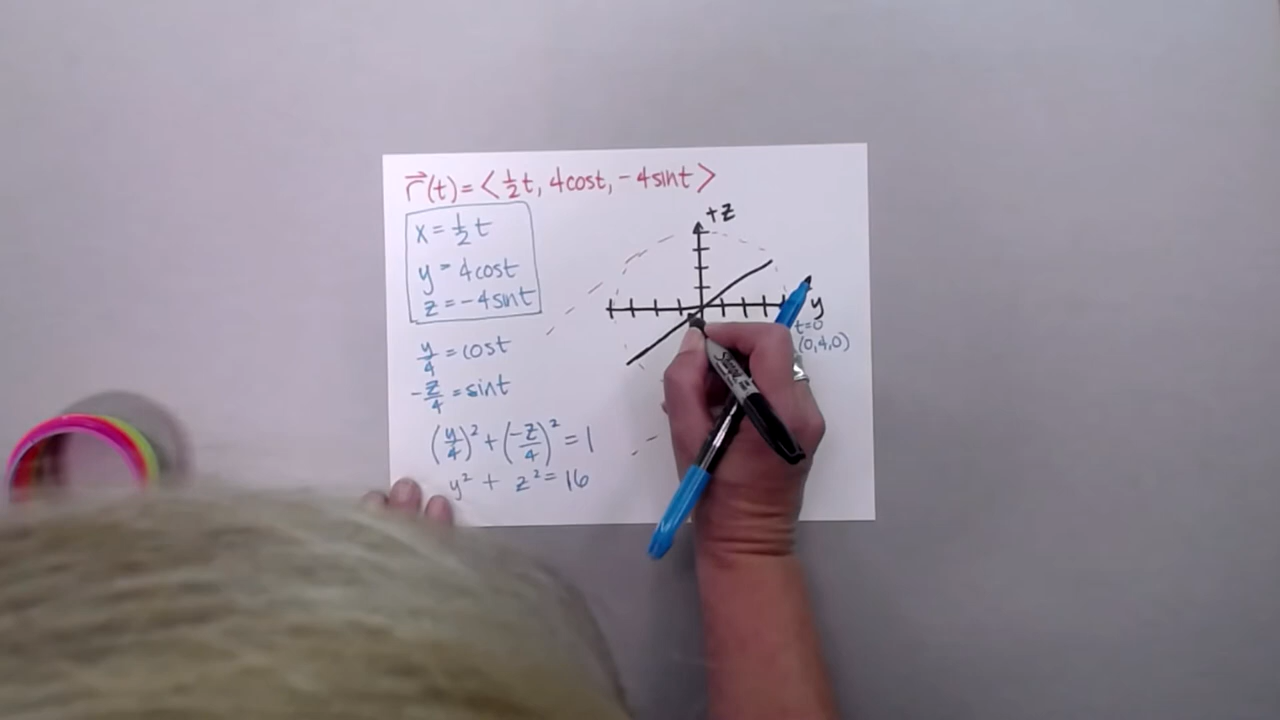 r⃗(t) = ⟨½t, 4cost, -4sint⟩
x = ½t
y = 4cost
z = -4sint
y/4 = cost
-z/4 = sint
(y/4)² + (-z/4)² = 1
y² + z² = 16
+z
y
t=0
(0,4,0)
Sharpie